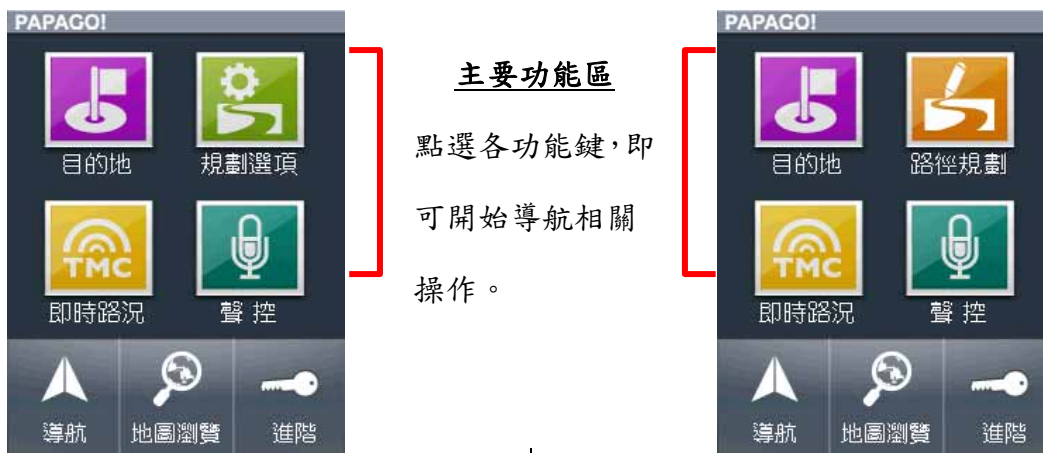 PAPAGO!
目的地 規劃選項
TMC
即時路況 聲控
導航 地圖瀏覽 進階
主要功能區
點選各功能鍵,即
可開始導航相關
操作。
PAPAGO!
目的地 路徑規劃
TMC
即時路況 聲控
導航 地圖瀏覽 進階